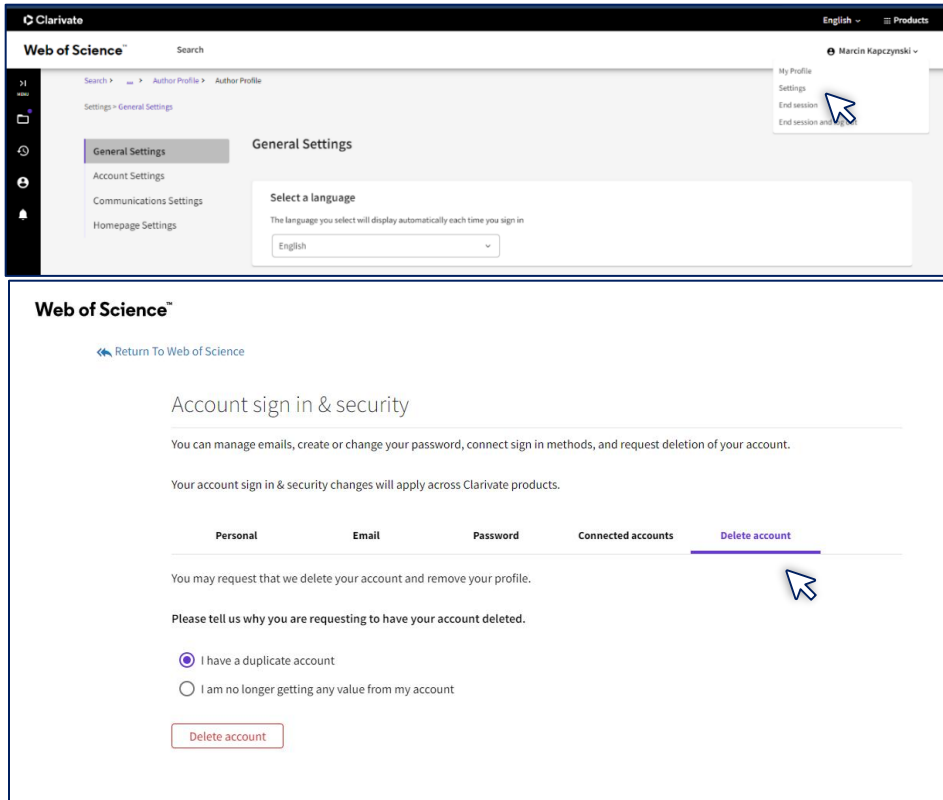 Clarivate
English
Products
Web of Science™
Search
Marcin Kapczynski
MENU
Search > ... > Author Profile > Author Profile
My Profile
Settings
End session
End session and log out
Settings > General Settings
General Settings
Account Settings
Communications Settings
Homepage Settings
General Settings
Select a language
The language you select will display automatically each time you sign in
English
Web of Science™
Return To Web of Science
Account sign in & security
You can manage emails, create or change your password, connect sign in methods, and request deletion of your account.
Your account sign in & security changes will apply across Clarivate products.
Personal Email Password Connected accounts Delete account
You may request that we delete your account and remove your profile.
Please tell us why you are requesting to have your account deleted.
I have a duplicate account
I am no longer getting any value from my account
Delete account